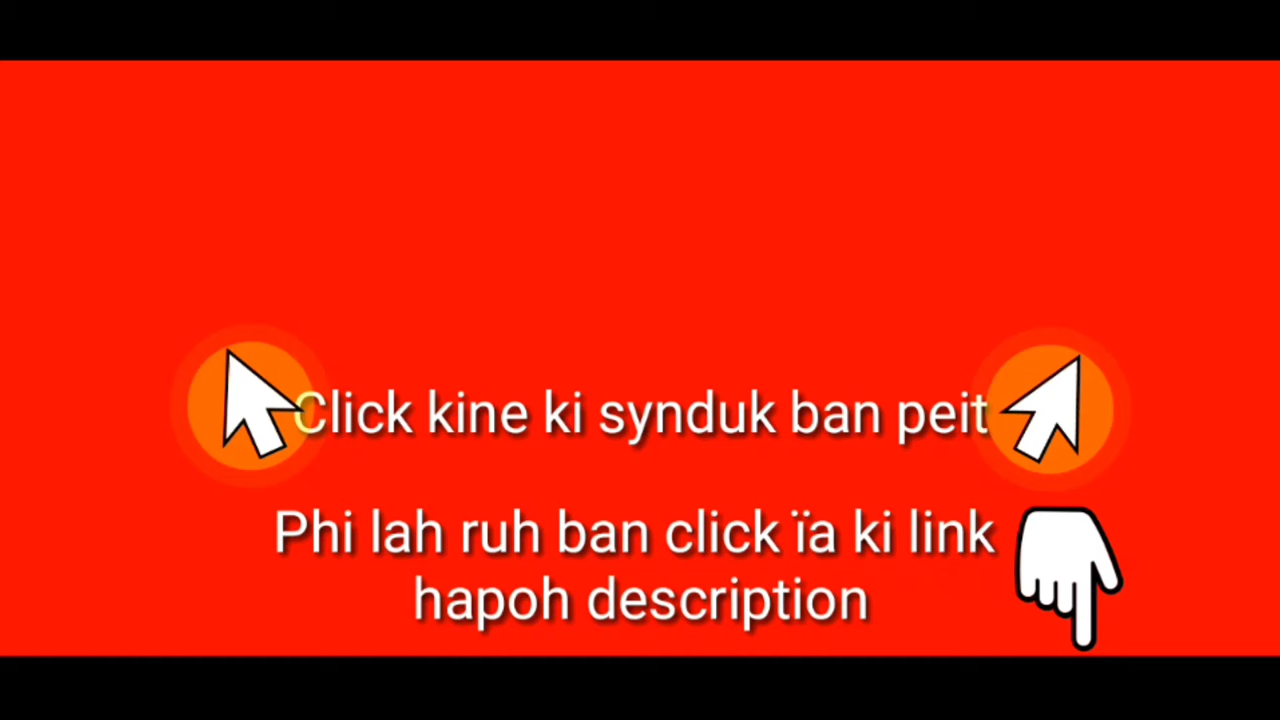 Click kine ki synduk ban peit
Phi lah ruh ban click ïa ki link
hapoh description